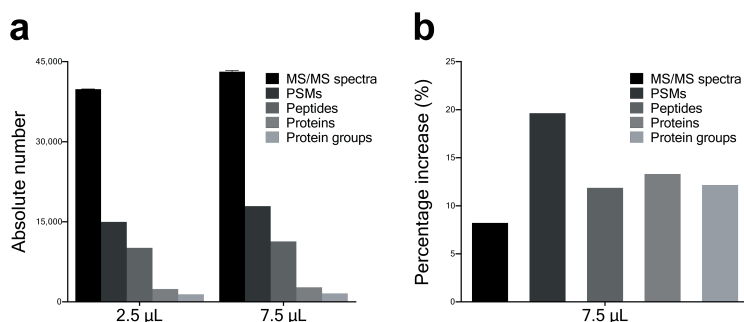 a
Absolute number
45,000
30,000
15,000
0
2.5 µL
7.5 µL
MS/MS spectra
PSMs
Peptides
Proteins
Protein groups
b
Percentage increase (%)
25
20
15
10
5
0
7.5 µL
MS/MS spectra
PSMs
Peptides
Proteins
Protein groups